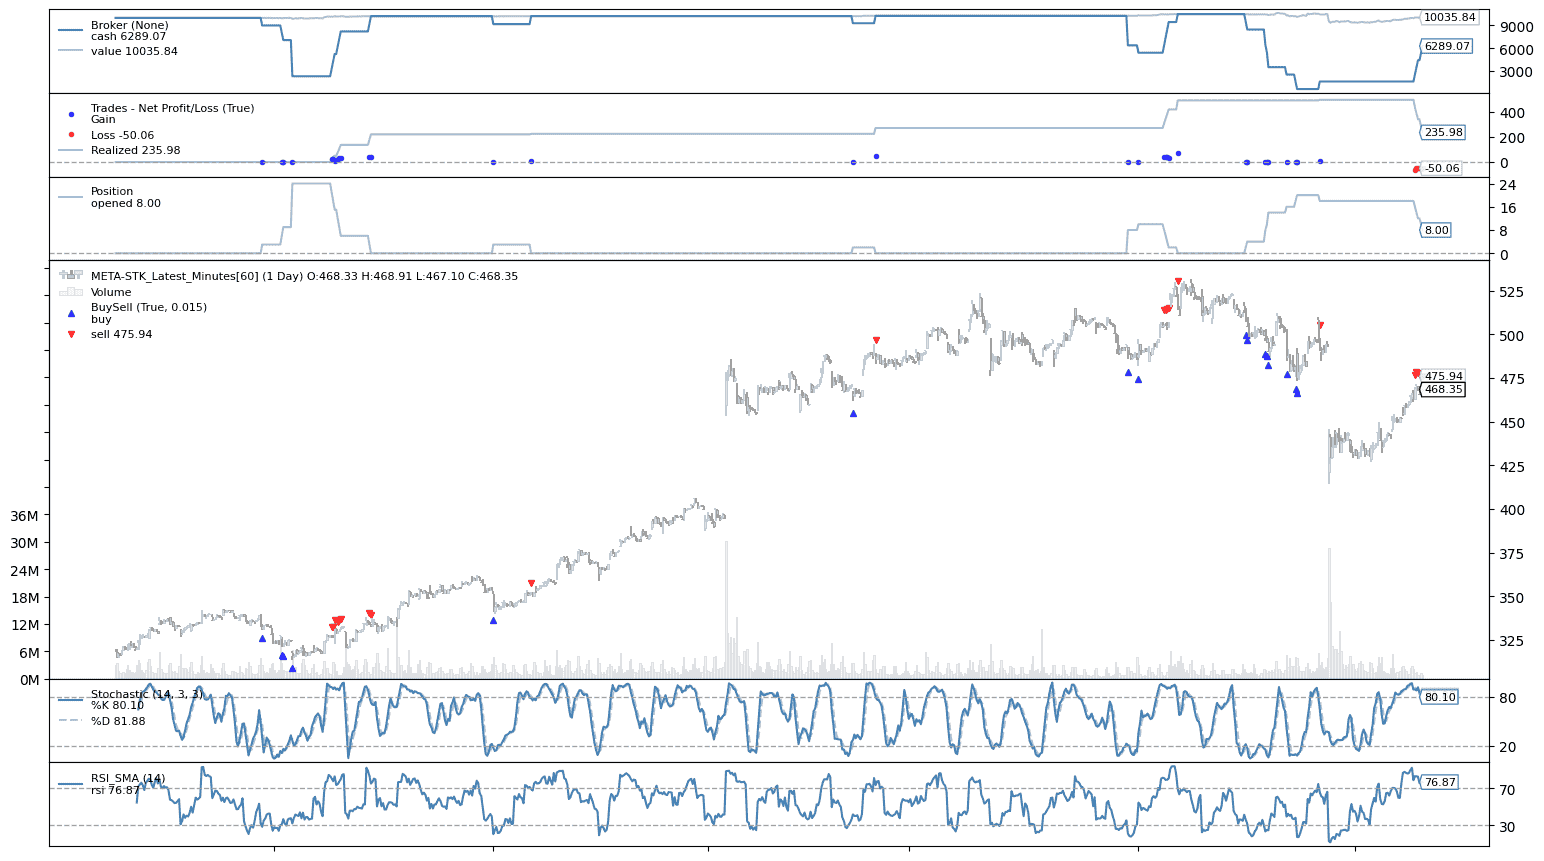 Broker (None)
cash 6289.07
value 10035.84
10035.84
9000
6000
6289.07
3000
Trades - Net Profit/Loss (True)
Gain
Loss -50.06
Realized 235.98
400
200
235.98
0
-50.06
Position
opened 8.00
24
16
8
8.00
0
META-STK_Latest_Minutes[60] (1 Day) O:468.33 H:468.91 L:467.10 C:468.35
Volume
BuySell (True, 0.015)
buy
sell 475.94
525
500
475
475.94
468.35
450
425
400
375
350
325
36M
30M
24M
18M
12M
6M
0M
Stochastic (14, 3, 3)
%K 80.10
%D 81.88
80
80.10
20
RSI_SMA (14)
rsi 76.87
76.87
70
30